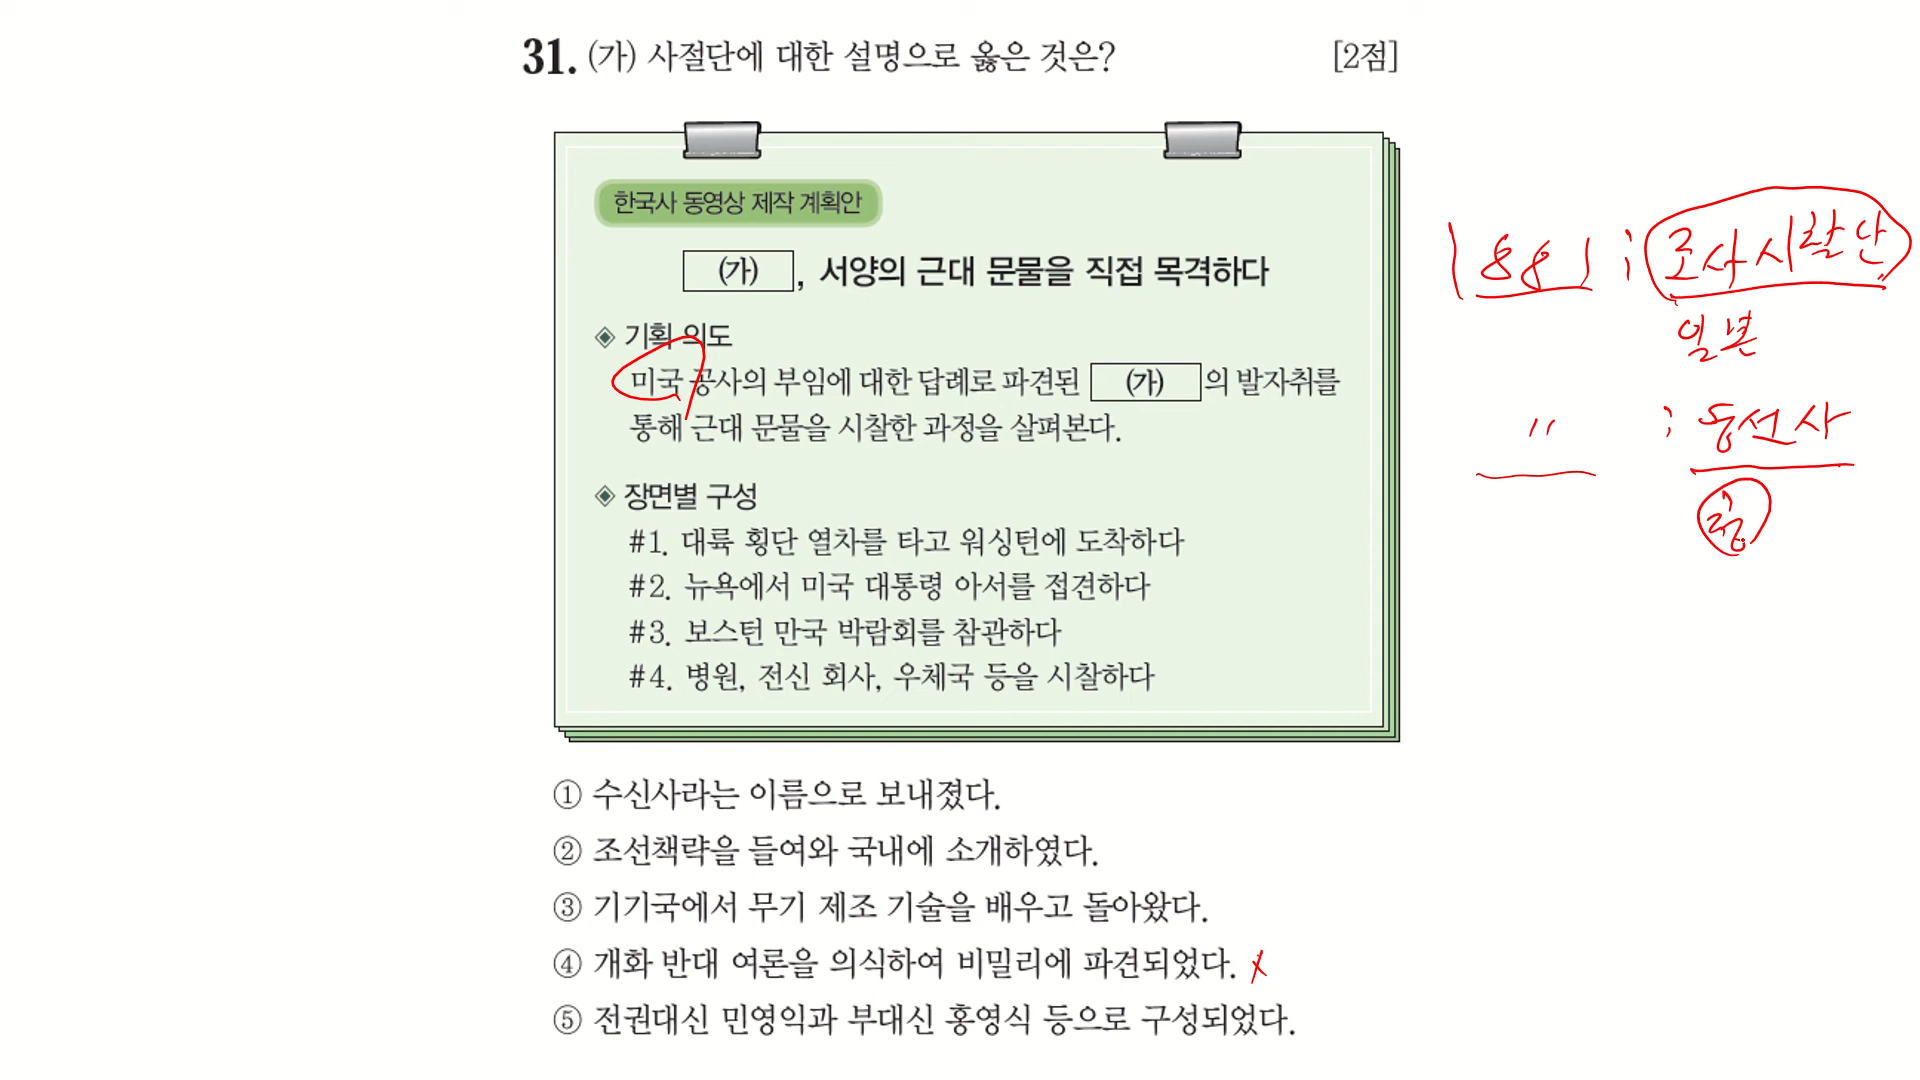 31. (가) 사절단에 대한 설명으로 옳은 것은? [2점]
한국사 동영상 제작 계획안
(가), 서양의 근대 문물을 직접 목격하다
◈ 기획 의도
미국 공사의 부임에 대한 답례로 파견된 (가)의 발자취를
통해 근대 문물을 시찰한 과정을 살펴본다.
◈ 장면별 구성
#1. 대륙 횡단 열차를 타고 워싱턴에 도착하다
#2. 뉴욕에서 미국 대통령 아서를 접견하다
#3. 보스턴 만국 박람회를 참관하다
#4. 병원, 전신 회사, 우체국 등을 시찰하다
① 수신사라는 이름으로 보내졌다.
② 조선책략을 들여와 국내에 소개하였다.
③ 기기국에서 무기 제조 기술을 배우고 돌아왔다.
④ 개화 반대 여론을 의식하여 비밀리에 파견되었다. x
⑤ 전권대신 민영익과 부대신 홍영식 등으로 구성되었다.
1881 ; 조사시찰단
일본
〃 ;